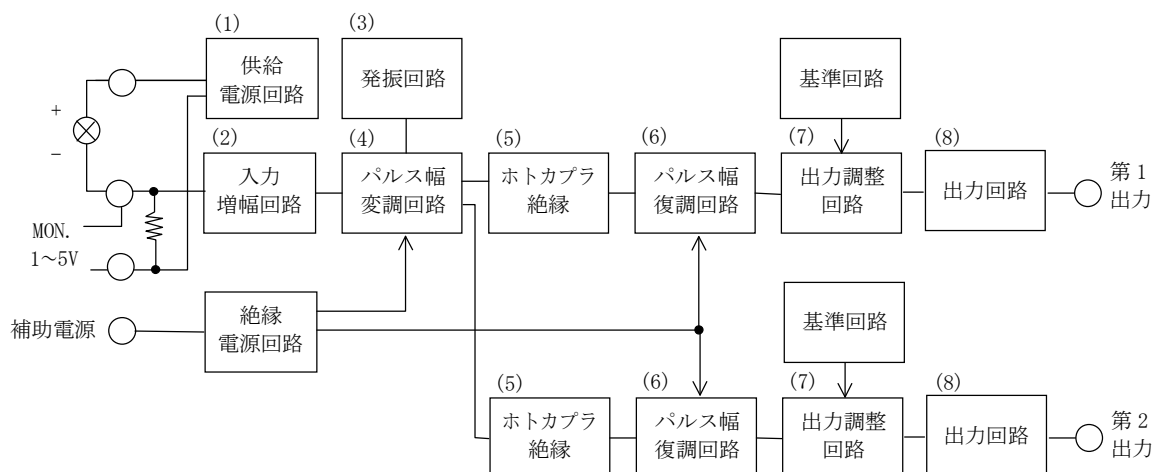 (1)
供給
電源回路
(3)
発振回路
基準回路
+
−
(2)
入力
増幅回路
(4)
パルス幅
変調回路
(5)
ホトカプラ
絶縁
(6)
パルス幅
復調回路
(7)
出力調整
回路
(8)
出力回路
第1
出力
MON.
1～5V
補助電源
絶縁
電源回路
基準回路
(5)
ホトカプラ
絶縁
(6)
パルス幅
復調回路
(7)
出力調整
回路
(8)
出力回路
第2
出力